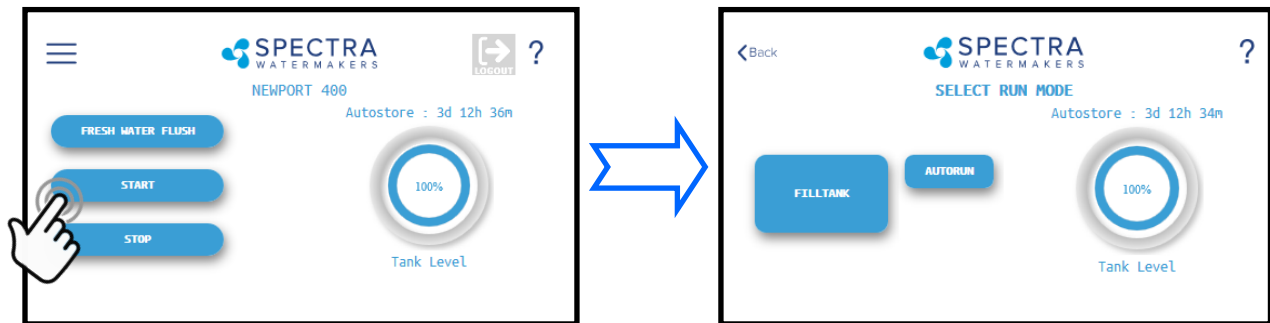 SPECTRA
WATERMAKERS
LOGOUT
?
NEWPORT 400
Autostore : 3d 12h 36m
FRESH WATER FLUSH
START
100%
STOP
Tank Level
Back
SPECTRA
WATERMAKERS
?
SELECT RUN MODE
Autostore : 3d 12h 34m
FILLTANK
AUTORUN
100%
Tank Level